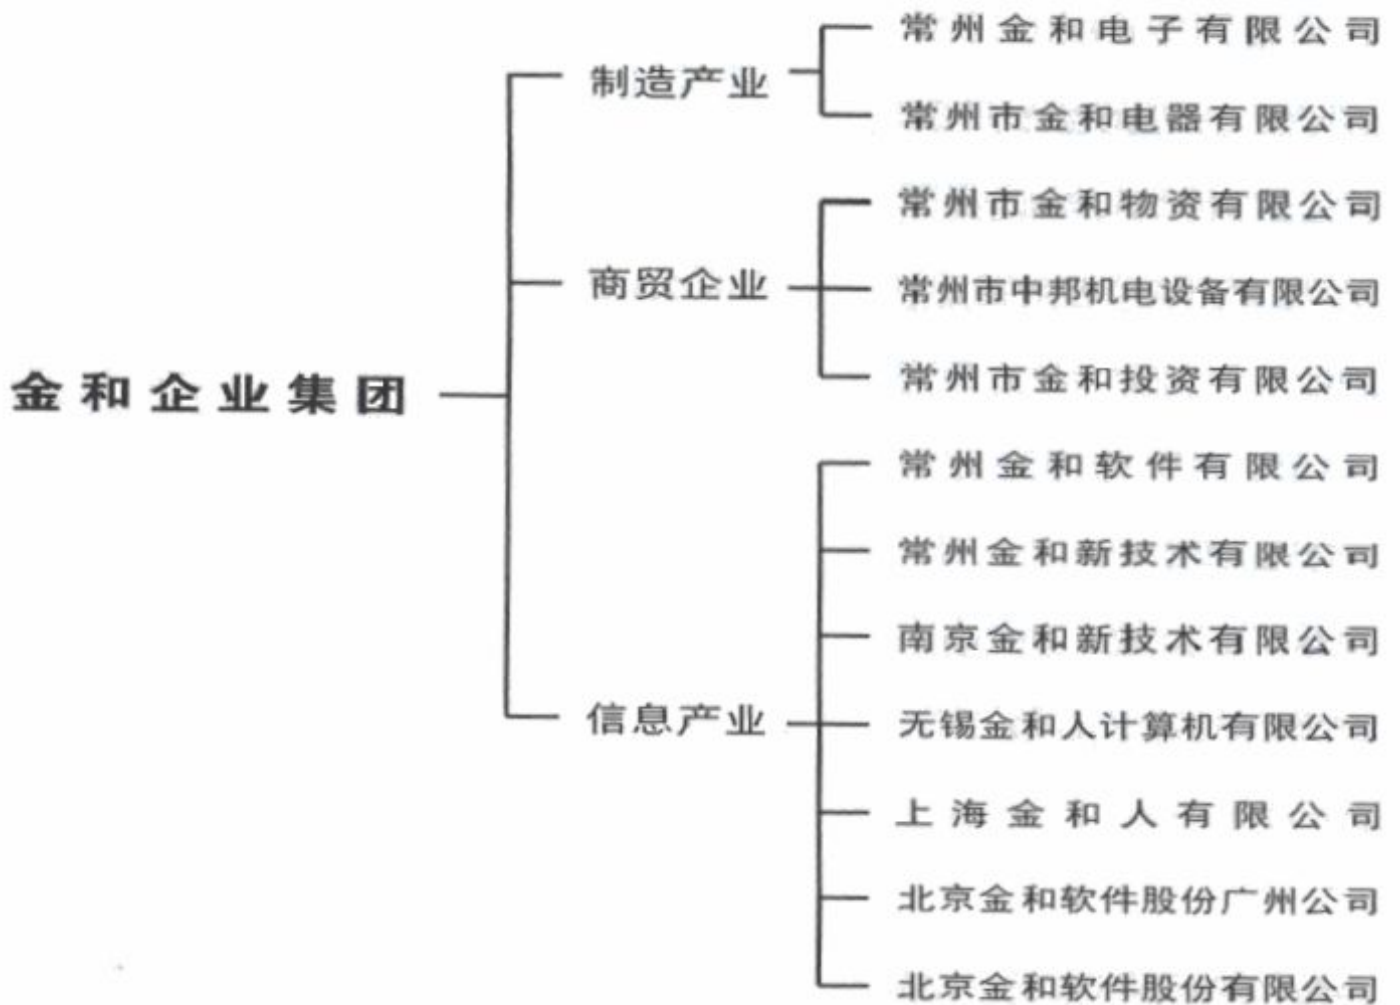 金和企业集团
制造产业
常州金和电子有限公司
常州市金和电器有限公司
商贸企业
常州市金和物资有限公司
常州市中邦机电设备有限公司
常州市金和投资有限公司
信息产业
常州金和软件有限公司
常州金和新技术有限公司
南京金和新技术有限公司
无锡金和人计算机有限公司
上海金和人有限公司
北京金和软件股份广州公司
北京金和软件股份有限公司